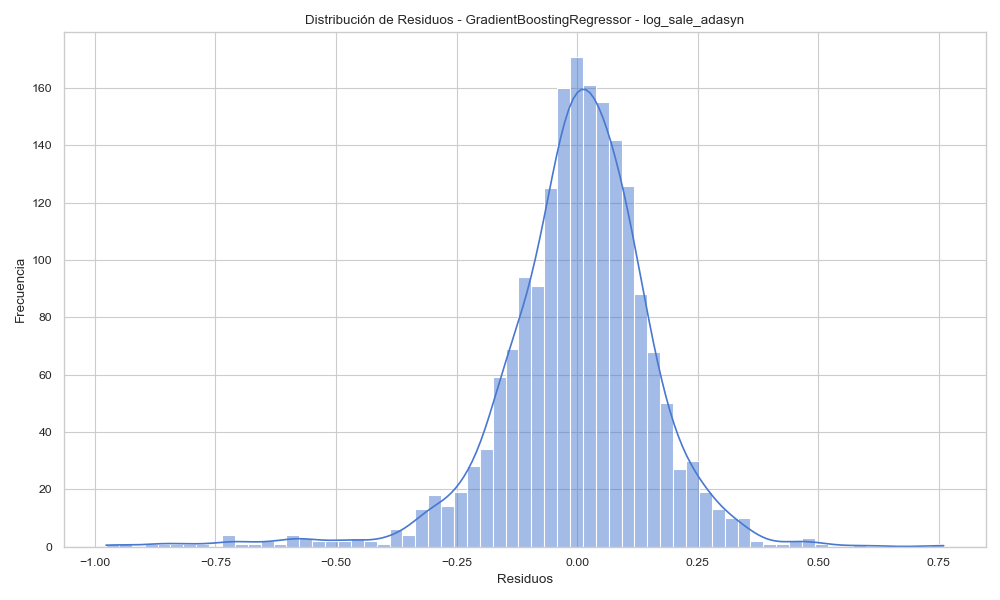 Distribución de Residuos - GradientBoostingRegressor - log_sale_adasyn
160
140
120
100
80
60
40
20
0
Frecuencia
−1.00 −0.75 −0.50 −0.25 0.00 0.25 0.50 0.75
Residuos